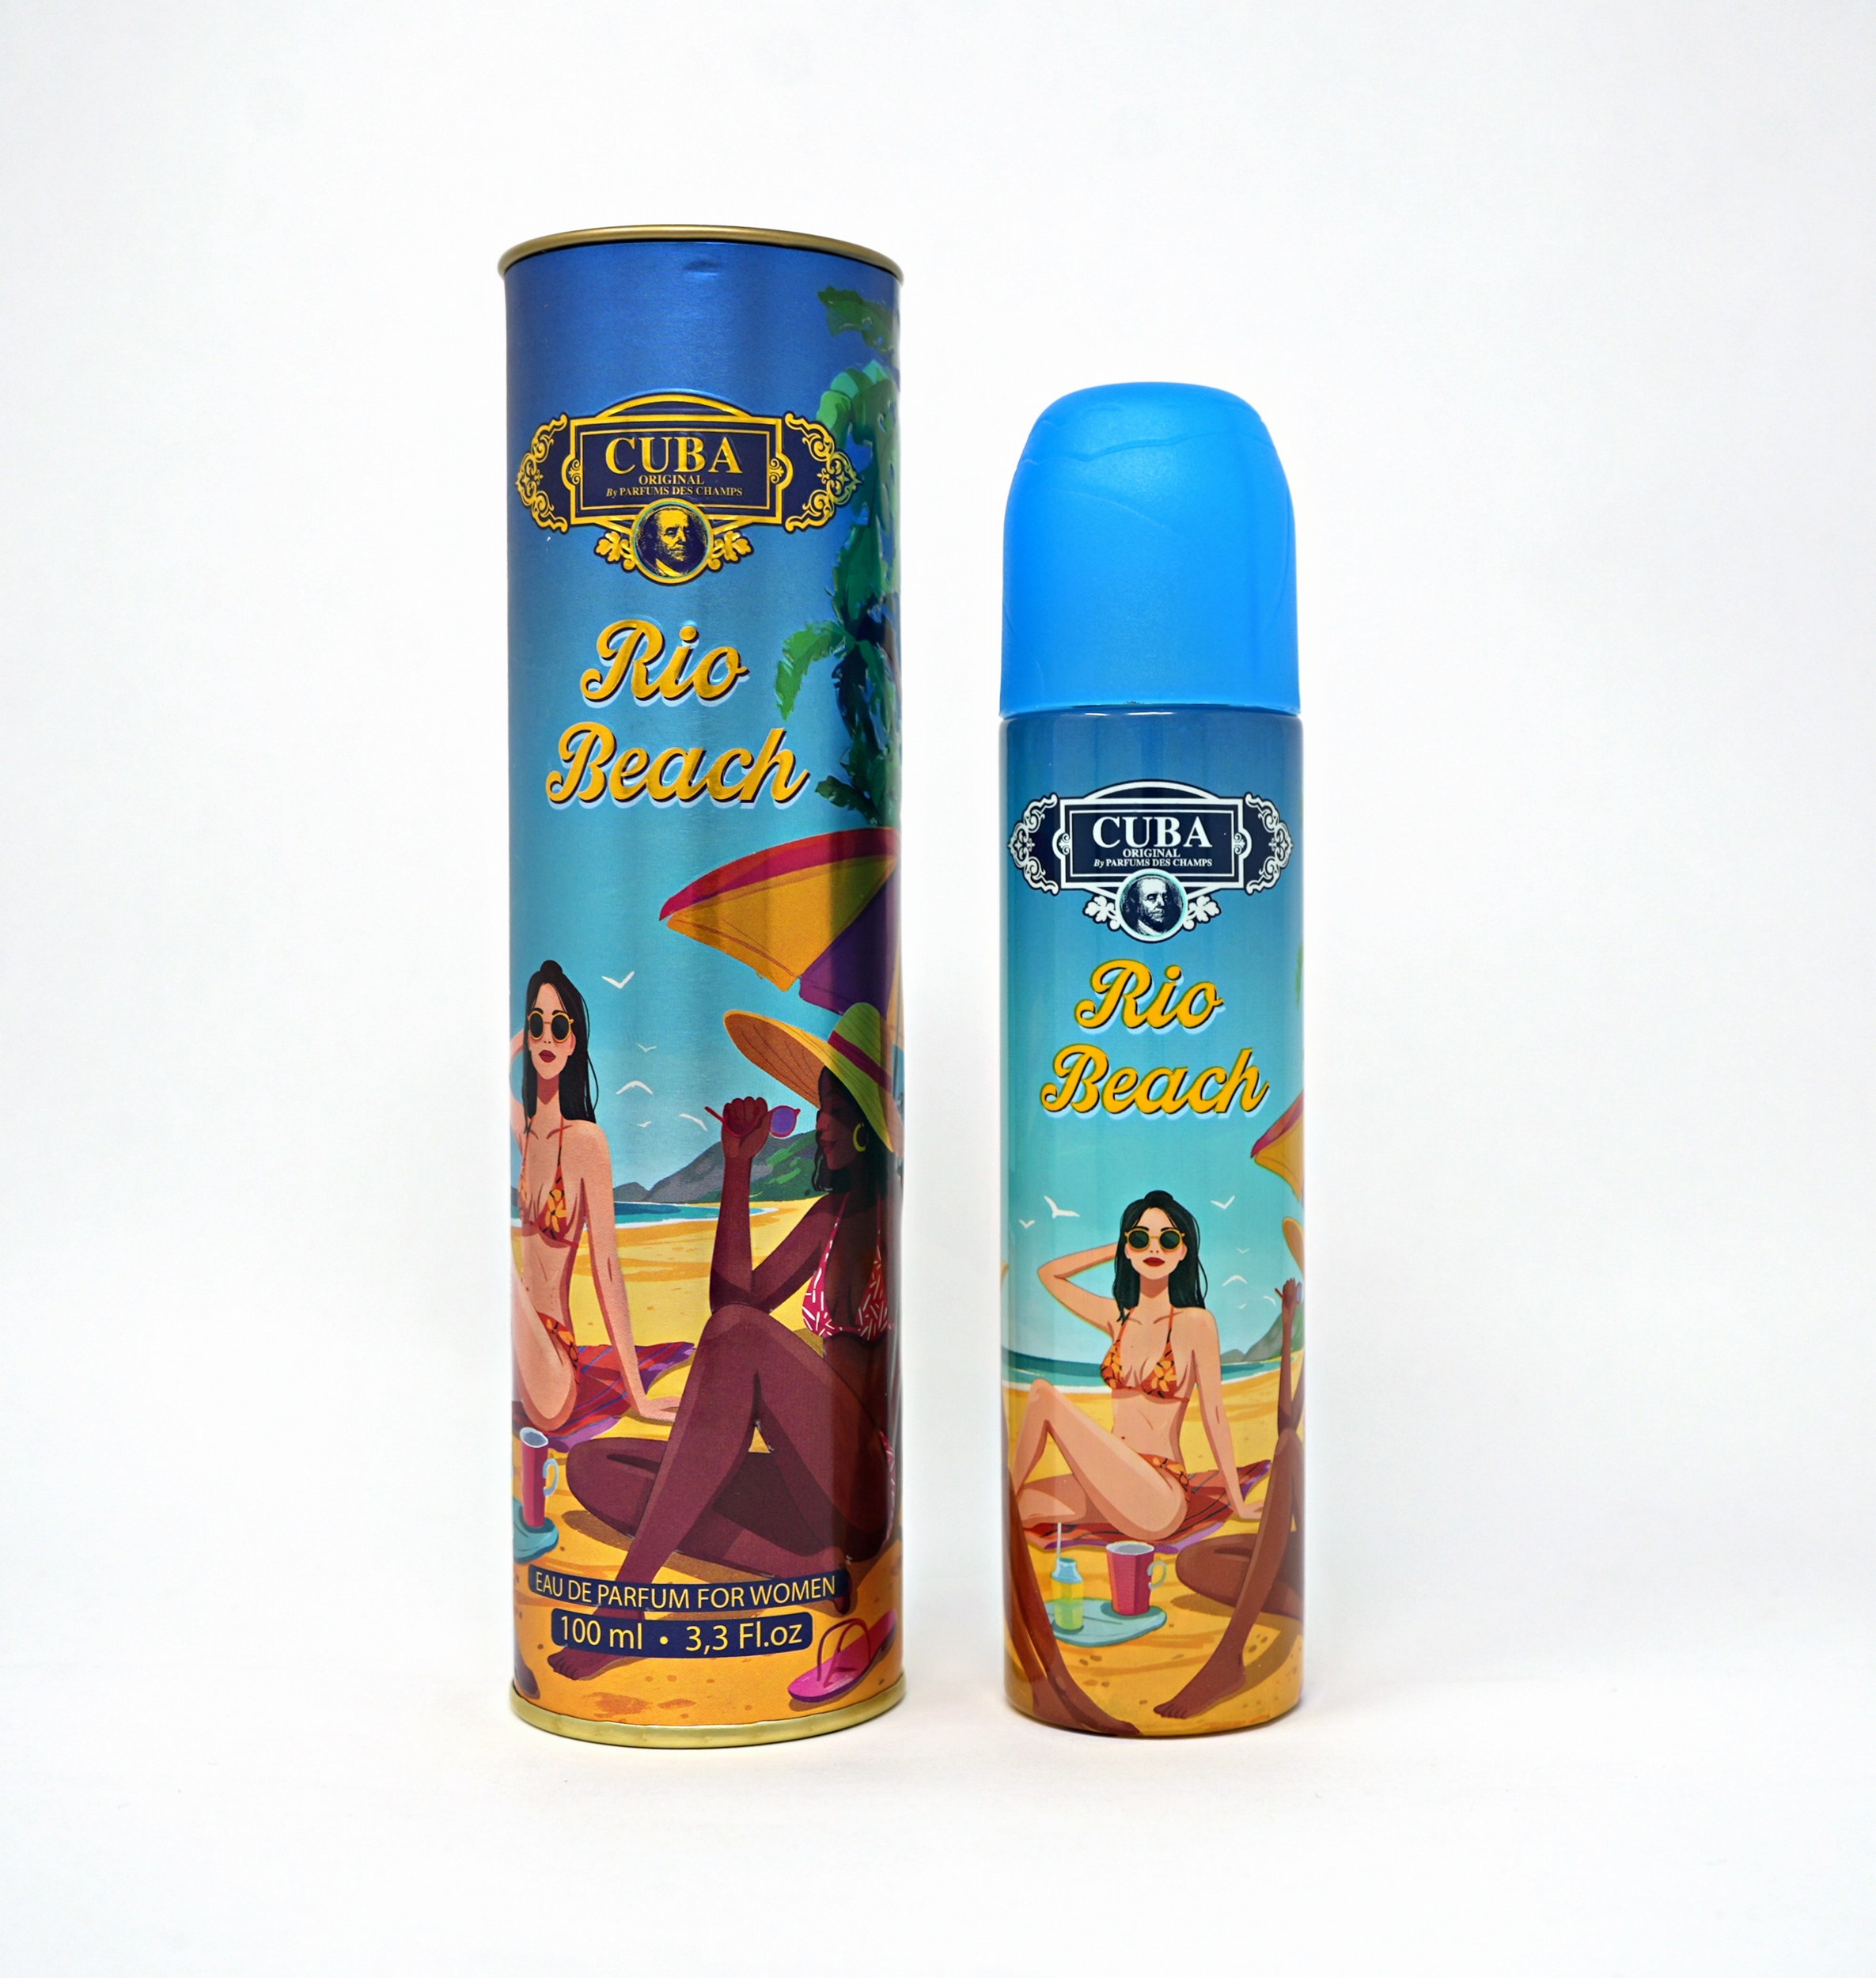 CUBA
ORIGINAL
By PARFUMS DES CHAMPS
Rio
Beach
EAU DE PARFUM FOR WOMEN
100 ml • 3,3 Fl.oz
CUBA
ORIGINAL
By PARFUMS DES CHAMPS
Rio
Beach